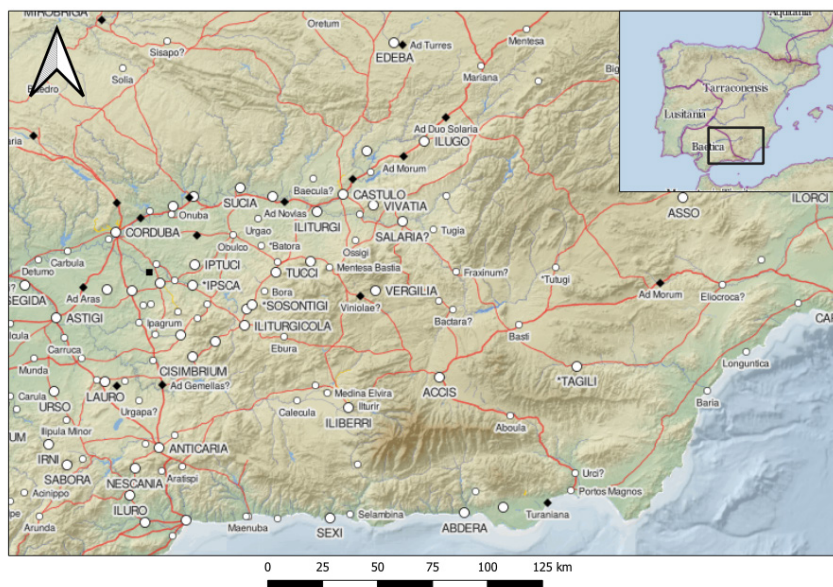 MIROBRIGA
Sisapo?
Solia
Oretum
Ad Turres
EDEBA
Mentesa
Mariana
Ad Duo Solaria
ILUGO
Ad Morum
Baecula?
CASTULO
SUCIA
Ad Novlas
VIVATIA
Onuba
Urgao
ILITURGI
SALARIA?
CORDUBA
Obulco
*Batora
Ossigi
Tugia
Carbula
Detumo
IPTUCI
TUCCI
Mentesa Bastia
Fraxinum?
*Tutugi
Ad Morum
SEGIDA
Ad Aras
*IPSCA
Bora
VERGILIA
Eliocroca?
*SOSONTIGI
Viniolae?
Bactara?
ASTIGI
Ipagrum
ILITURGICOLA
Basti
Carruca
Ebura
Longuntica
Munda
CISIMBRIUM
ACCIS
*TAGILI
LAURO
Ad Gemellas?
Medina Elvira
Baria
Carula
URSO
Urgapa?
Calecula
Ilturir
ILIBERRI
Aboula
Ilipula Minor
IRNI
ANTICARIA
SABORA
NESCANIA
Aratispi
Urci?
Acinippo
Portos Magnos
ILURO
Arunda
Maenuba
SEXI
Selambina
ABDERA
Turaniana
ASSO
ILORCI
Aquitania
Tarraconensis
Lusitania
Baetica
0 25 50 75 100 125 km